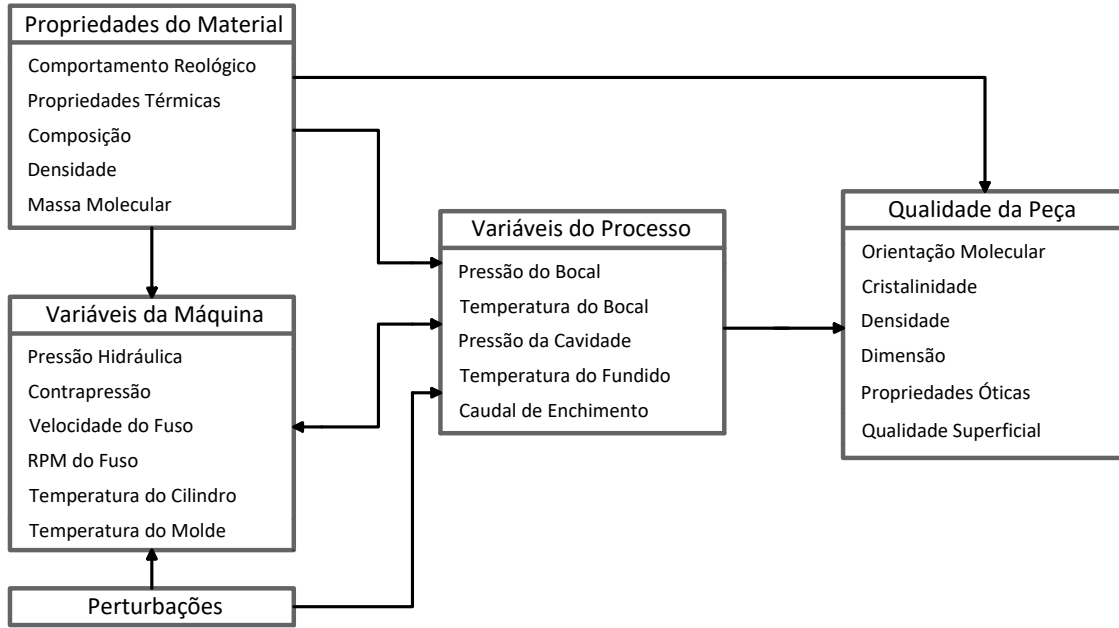 Propriedades do Material
Comportamento Reológico
Propriedades Térmicas
Composição
Densidade
Massa Molecular
Variáveis da Máquina
Pressão Hidráulica
Contrapressão
Velocidade do Fuso
RPM do Fuso
Temperatura do Cilindro
Temperatura do Molde
Perturbações
Variáveis do Processo
Pressão do Bocal
Temperatura do Bocal
Pressão da Cavidade
Temperatura do Fundido
Caudal de Enchimento
Qualidade da Peça
Orientação Molecular
Cristalinidade
Densidade
Dimensão
Propriedades Óticas
Qualidade Superficial